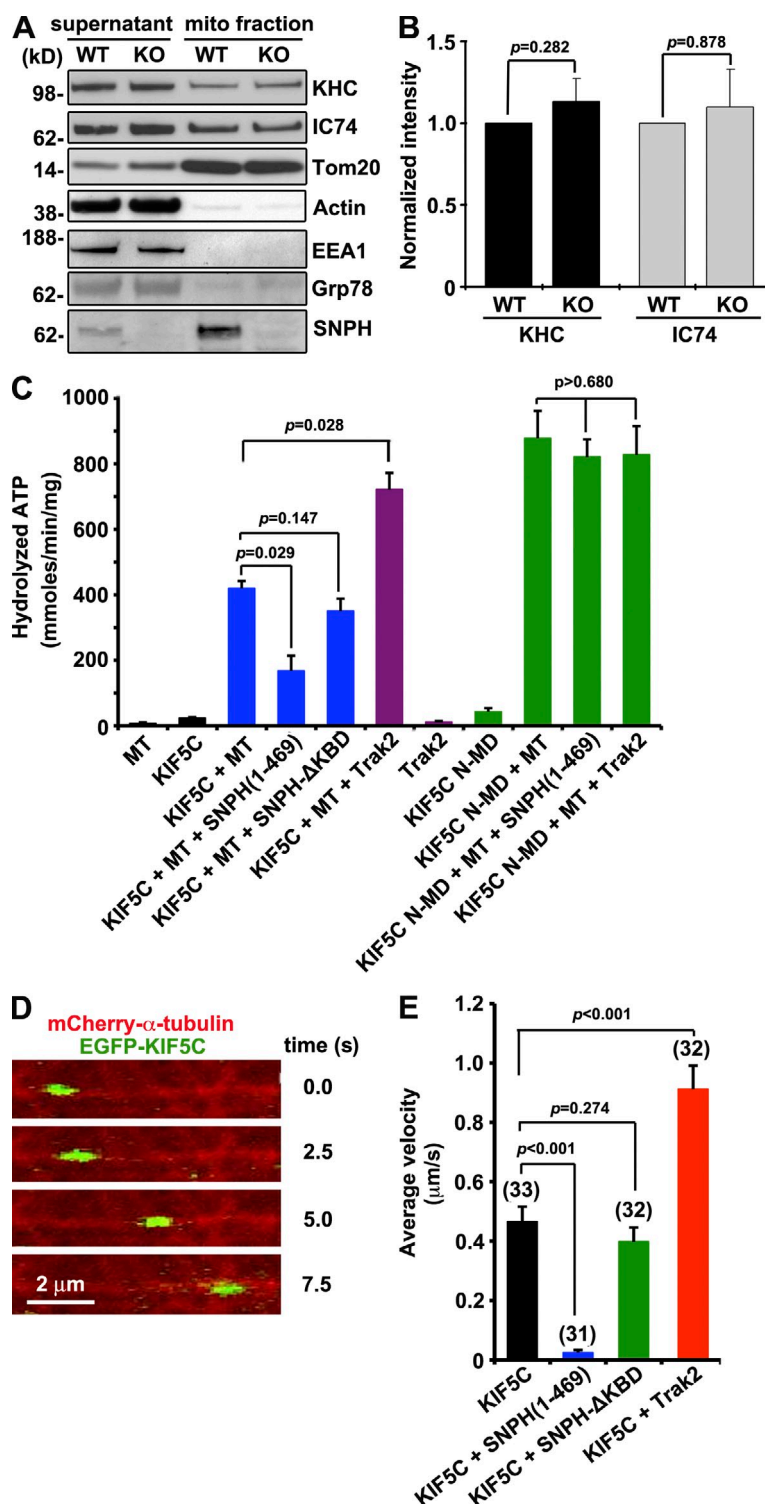 A
supernatant mito fraction
(kD) WT KO WT KO
98- KHC
62- IC74
14- Tom20
38- Actin
188- EEA1
62- Grp78
62- SNPH
B
p=0.282
p=0.878
Normalized intensity
1.5
1.0
0.5
0
WT KO WT KO
KHC IC74
C
Hydrolyzed ATP
(mmoles/min/mg)
1000
800
600
400
200
0
p=0.028
p=0.147
p=0.029
p>0.680
MT
KIF5C
KIF5C + MT
KIF5C + MT + SNPH(1-469)
KIF5C + MT + SNPH-ΔKBD
KIF5C + MT + Trak2
Trak2
KIF5C N-MD
KIF5C N-MD + MT
KIF5C N-MD + MT + SNPH(1-469)
KIF5C N-MD + MT + Trak2
D
mCherry-α-tubulin
EGFP-KIF5C time (s)
0.0
2.5
5.0
7.5
2 μm
E
Average velocity
(μm/s)
1.2
1.0
0.8
0.6
0.4
0.2
0
p<0.001
p=0.274
p<0.001
(33)
(31)
(32)
(32)
KIF5C
KIF5C + SNPH(1-469)
KIF5C + SNPH-ΔKBD
KIF5C + Trak2